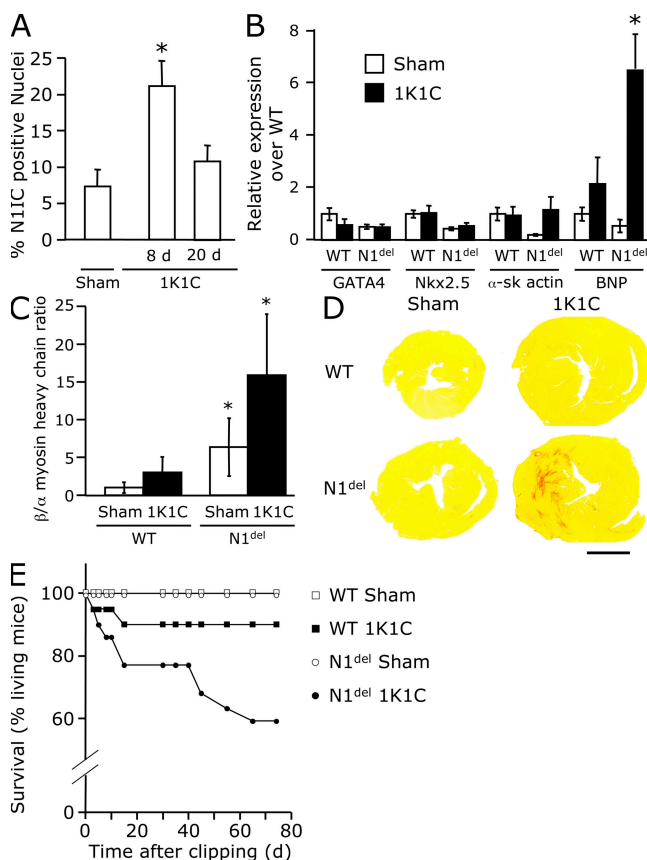 A
% N1IC positive Nuclei
25
20
15
10
5
0
*
8 d 20 d
Sham 1K1C
B
Relative expression
over WT
8
6
4
2
0
Sham
1K1C
*
WT N1del WT N1del WT N1del WT N1del
GATA4 Nkx2.5 α-sk actin BNP
C
β/α myosin heavy chain ratio
25
20
15
10
5
0
*
*
Sham 1K1C Sham 1K1C
WT N1del
D
Sham 1K1C
WT
N1del
E
Survival (% living mice)
100
80
60
0
0 20 40 60 80
Time after clipping (d)
WT Sham
WT 1K1C
N1del Sham
N1del 1K1C